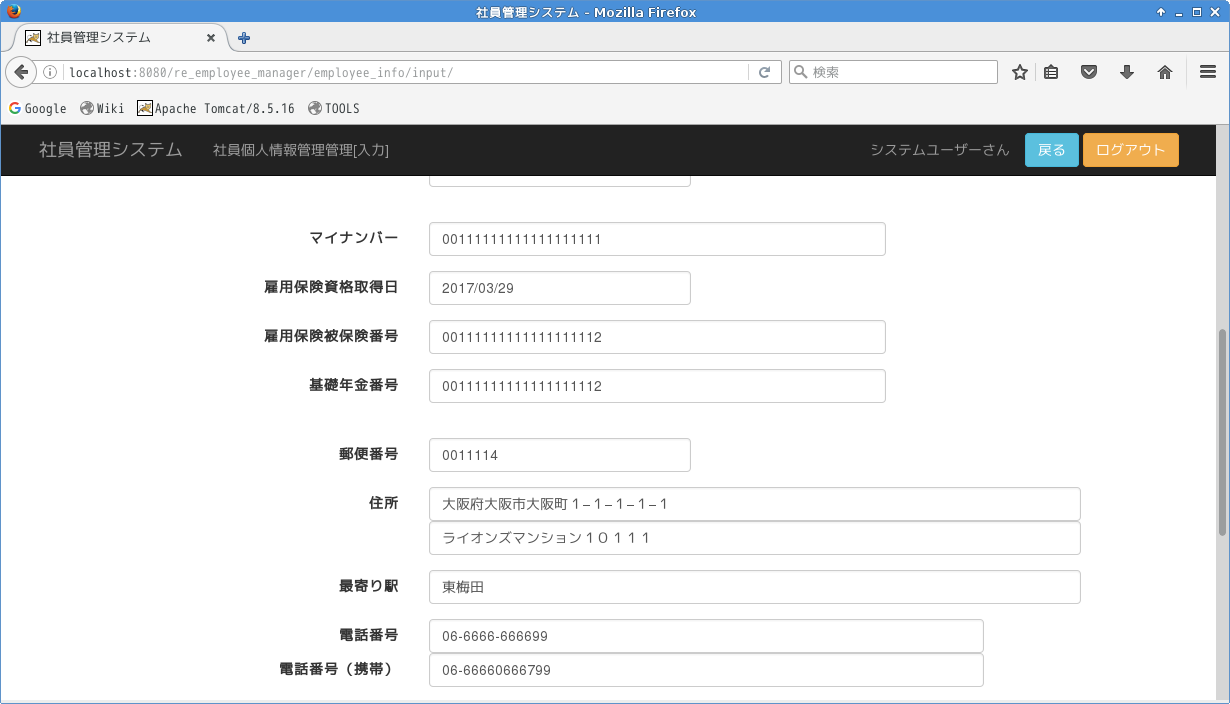 社員管理システム - Mozilla Firefox
社員管理システム
localhost:8080/re_employee_manager/employee_info/input/
検索
Google Wiki Apache Tomcat/8.5.16 TOOLS
社員管理システム 社員個人情報管理管理[入力] システムユーザーさん 戻る ログアウト
マイナンバー 00111111111111111111
雇用保険資格取得日 2017/03/29
雇用保険被保険番号 00111111111111111112
基礎年金番号 00111111111111111112
郵便番号 0011114
住所 大阪府大阪市大阪町１−１−１−１−１
ライオンズマンション１０１１１
最寄り駅 東梅田
電話番号 06-6666-666699
電話番号（携帯） 06-66660666799